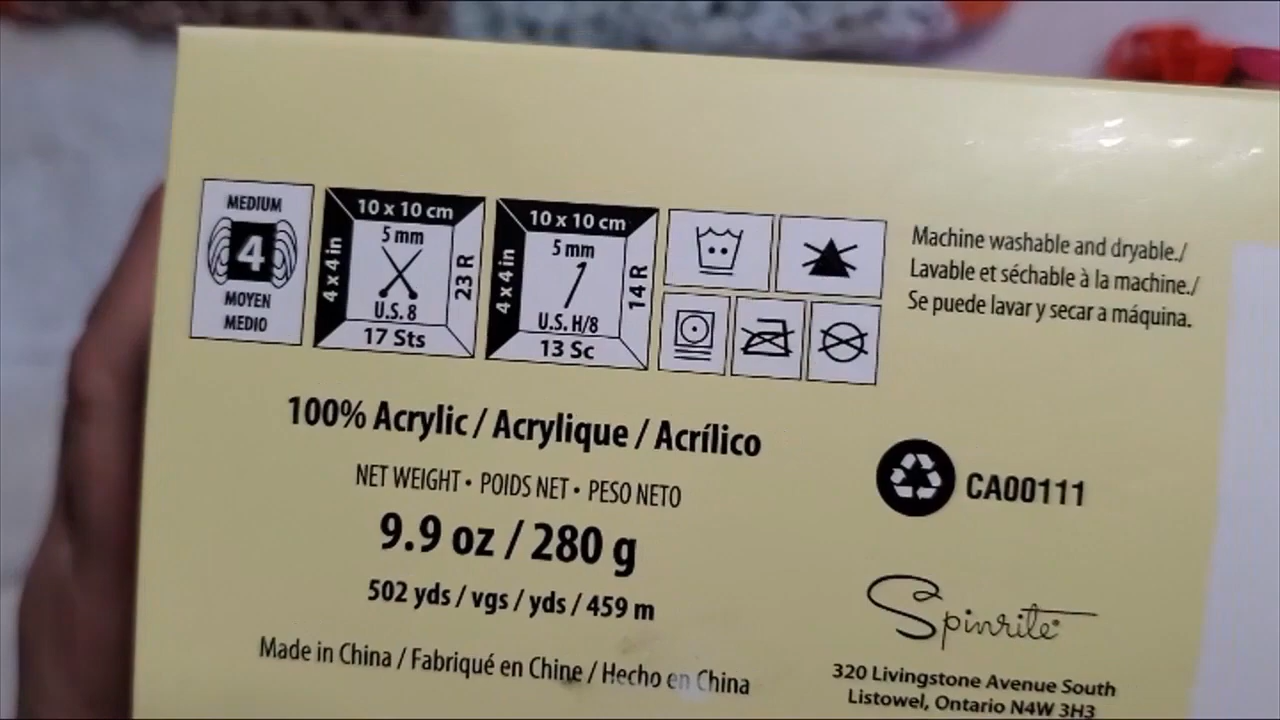 MEDIUM
4
MOYEN
MEDIO
10 x 10 cm
4 x 4 in
5 mm
U.S. 8
23 R
17 Sts
10 x 10 cm
4 x 4 in
5 mm
U.S. H/8
14 R
13 Sc
Machine washable and dryable./
Lavable et séchable à la machine./
Se puede lavar y secar a máquina.
100% Acrylic / Acrylique / Acrílico
NET WEIGHT • POIDS NET • PESO NETO
9.9 oz / 280 g
502 yds / vgs / yds / 459 m
Made in China / Fabriqué en Chine / Hecho en China
CA00111
Spinrite
320 Livingstone Avenue South
Listowel, Ontario N4W 3H3